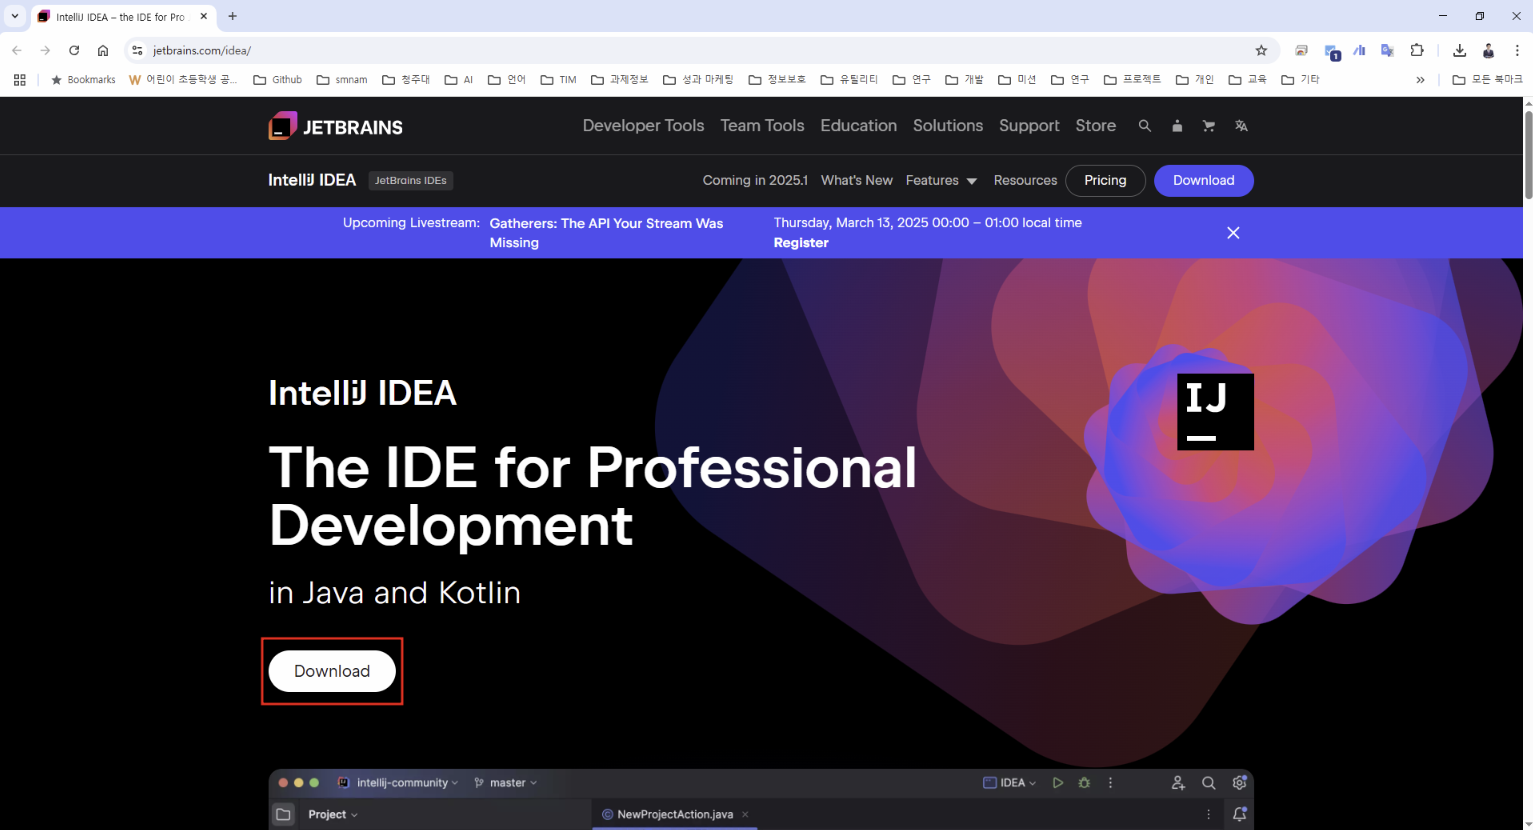 IntelliJ IDEA – the IDE for Pro
jetbrains.com/idea/
1
Bookmarks
어린이 초등학생 공...
Github
smnam
청주대
AI
언어
TIM
과제정보
성과 마케팅
정보보호
유틸리티
연구
개발
미션
연구
프로젝트
개인
교육
기타
모든 북마크
JETBRAINS
Developer Tools Team Tools Education Solutions Support Store
IntelliJ IDEA JetBrains IDEs
Coming in 2025.1 What's New Features Resources Pricing Download
Upcoming Livestream: Gatherers: The API Your Stream Was
Missing
Thursday, March 13, 2025 00:00 – 01:00 local time
Register
IJ
IntelliJ IDEA
The IDE for Professional
Development
in Java and Kotlin
Download
intellij-community master IDEA
Project NewProjectAction.java